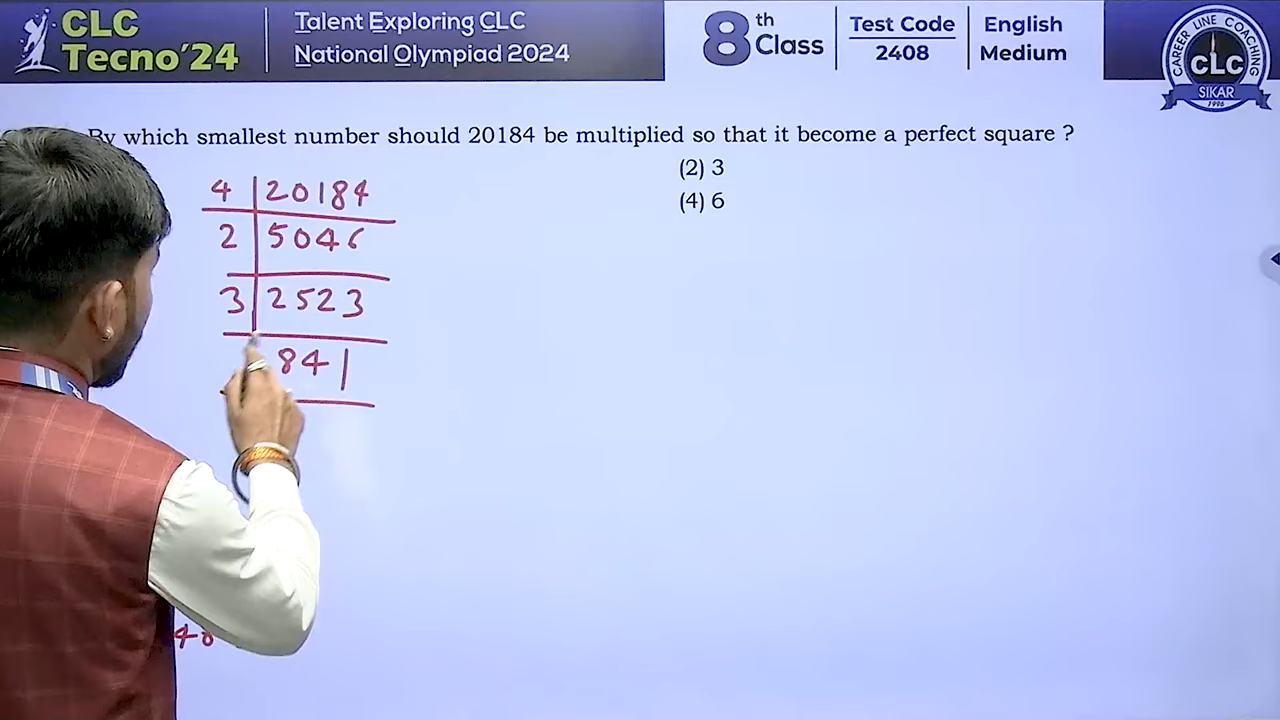 CLC
Tecno'24
Talent Exploring CLC
National Olympiad 2024
8th
Class
Test Code
2408
English
Medium
CAREER LINE COACHING
CLC
SIKAR
1996
By which smallest number should 20184 be multiplied so that it become a perfect square ?
(2) 3
(4) 6
4 20184
2 5046
3 2523
841
48